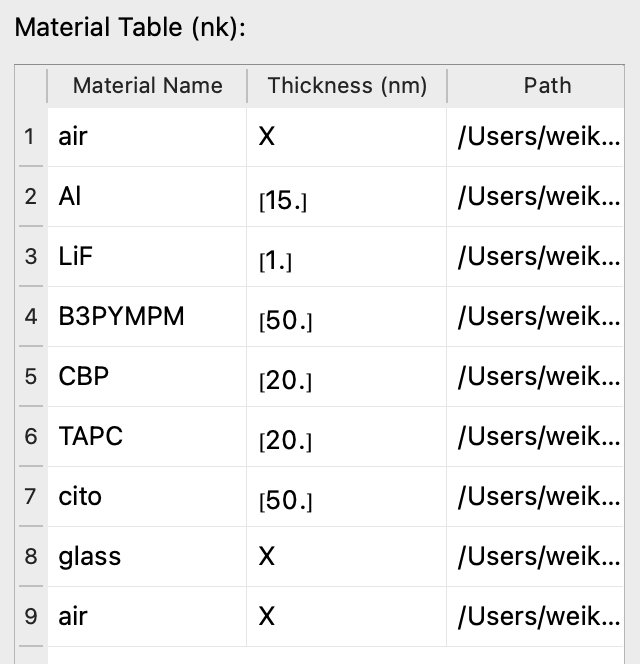 Material Table (nk):
Material Name Thickness (nm) Path
1 air X /Users/weik...
2 Al [15.] /Users/weik...
3 LiF [1.] /Users/weik...
4 B3PYMPM [50.] /Users/weik...
5 CBP [20.] /Users/weik...
6 TAPC [20.] /Users/weik...
7 cito [50.] /Users/weik...
8 glass X /Users/weik...
9 air X /Users/weik...